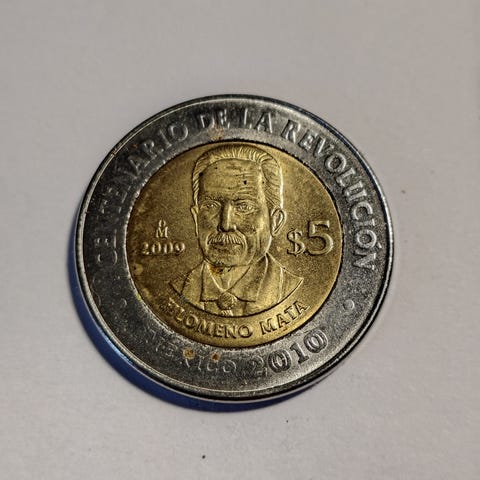 CENTENARIO DE LA REVOLUCIÓN
M
2009
$5
FILOMENO MATA
MÉXICO 2010